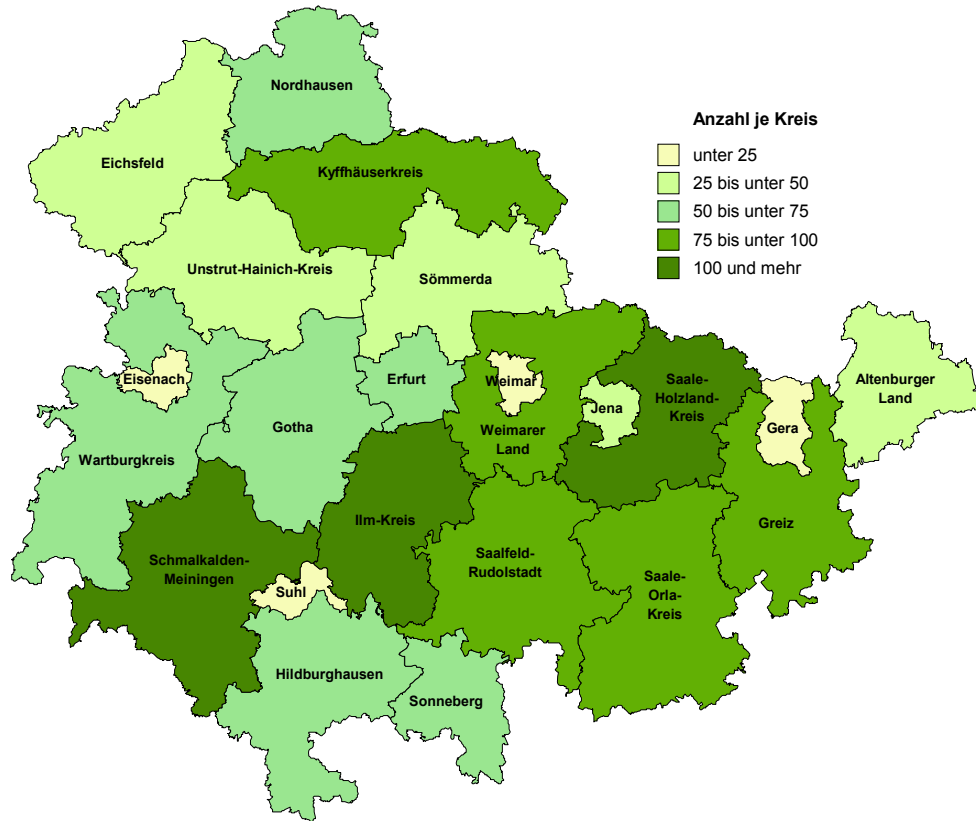 Nordhausen
Anzahl je Kreis
unter 25
25 bis unter 50
50 bis unter 75
75 bis unter 100
100 und mehr
Eichsfeld
Kyffhäuserkreis
Unstrut-Hainich-Kreis
Sömmerda
Eisenach
Erfurt
Weimar
Saale-
Holzland-
Kreis
Altenburger
Land
Jena
Gotha
Weimarer
Land
Gera
Wartburgkreis
Ilm-Kreis
Greiz
Schmalkalden-
Meiningen
Saalfeld-
Rudolstadt
Saale-
Orla-
Kreis
Suhl
Hildburghausen
Sonneberg